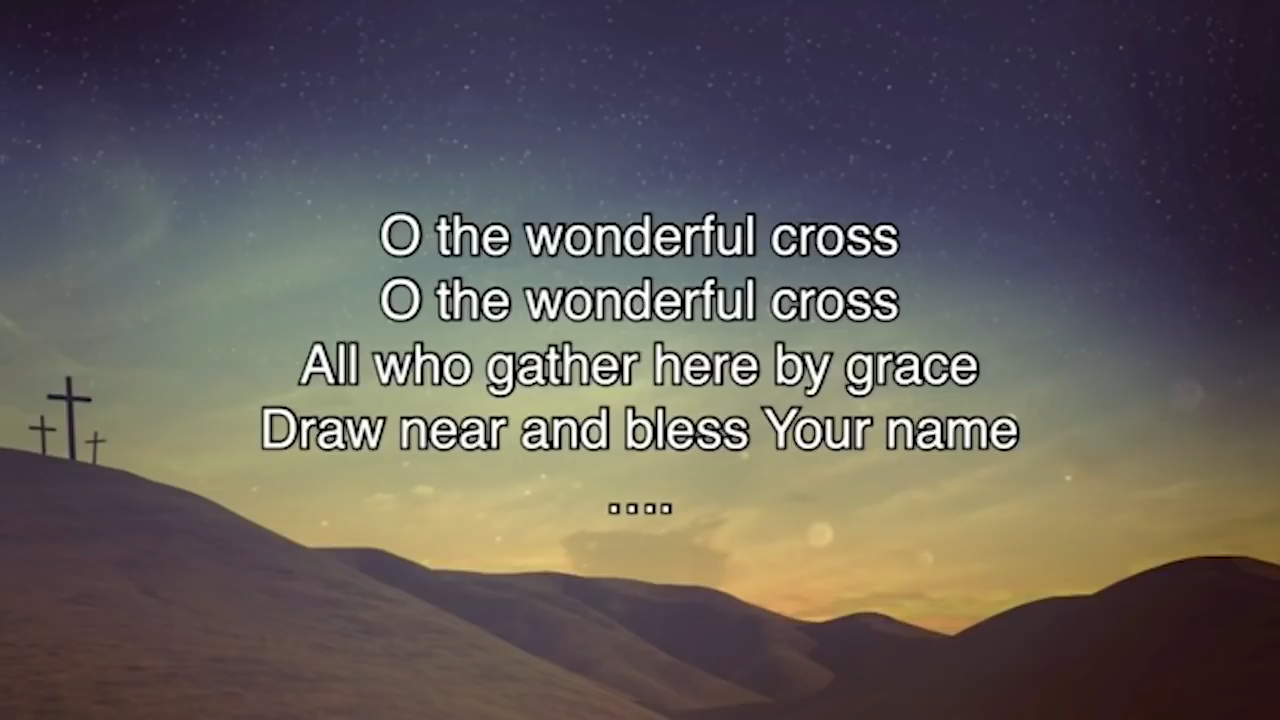 O the wonderful cross
O the wonderful cross
All who gather here by grace
Draw near and bless Your name
....